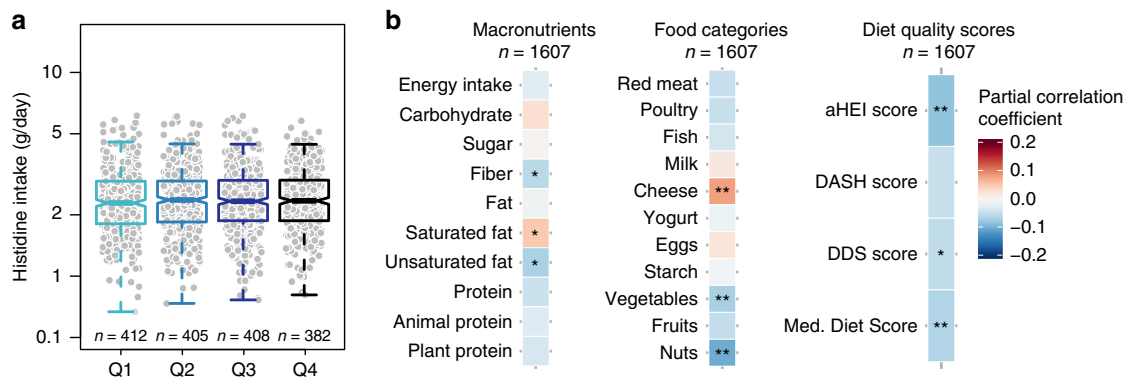 a
Histidine intake (g/day)
10
5
2
1
0.1
n = 412
n = 405
n = 408
n = 382
Q1
Q2
Q3
Q4
b
Macronutrients
n = 1607
Energy intake
Carbohydrate
Sugar
Fiber
*
Fat
Saturated fat
*
Unsaturated fat
*
Protein
Animal protein
Plant protein
Food categories
n = 1607
Red meat
Poultry
Fish
Milk
Cheese
**
Yogurt
Eggs
Starch
Vegetables
**
Fruits
Nuts
**
Diet quality scores
n = 1607
aHEI score
**
DASH score
DDS score
*
Med. Diet Score
**
Partial correlation
coefficient
0.2
0.1
0.0
−0.1
−0.2